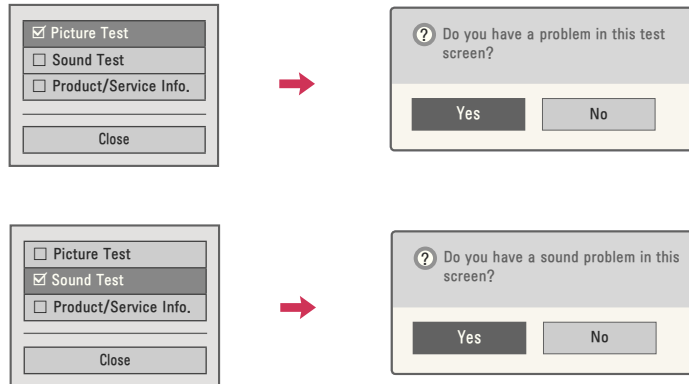 Picture Test
Sound Test
Product/Service Info.
Close
? Do you have a problem in this test
screen?
Yes No
Picture Test
Sound Test
Product/Service Info.
Close
? Do you have a sound problem in this
screen?
Yes No